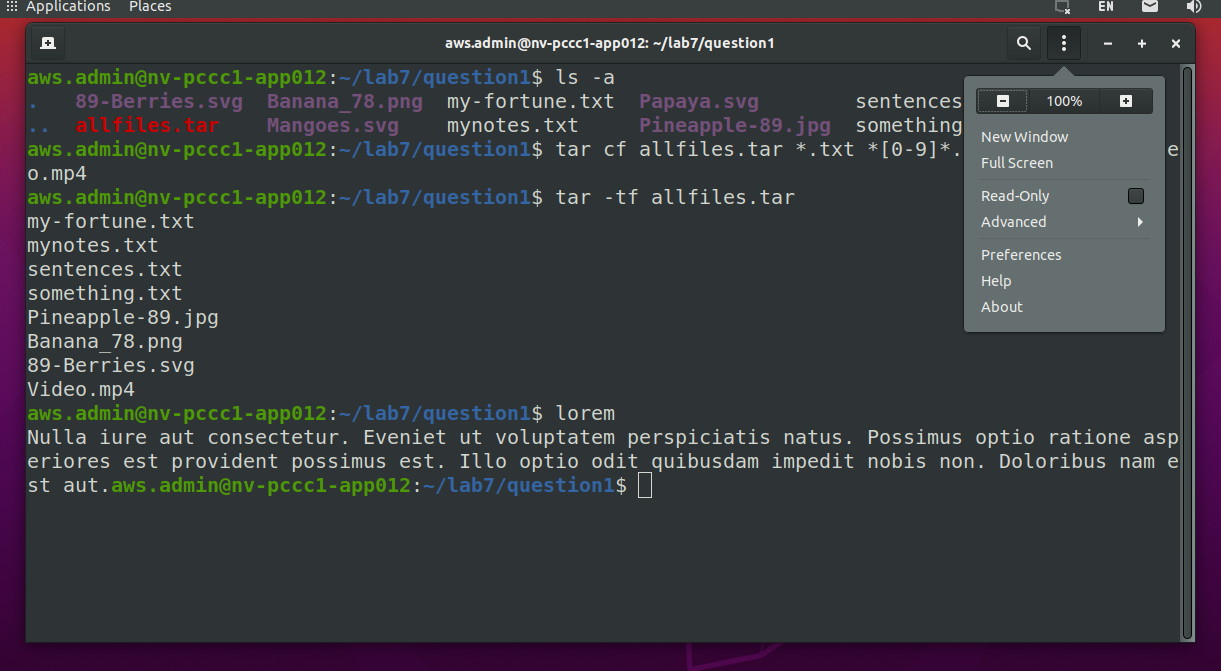 Applications Places EN
aws.admin@nv-pccc1-app012: ~/lab7/question1
aws.admin@nv-pccc1-app012:~/lab7/question1$ ls -a
. 89-Berries.svg Banana_78.png my-fortune.txt Papaya.svg sentences
.. allfiles.tar Mangoes.svg mynotes.txt Pineapple-89.jpg something
aws.admin@nv-pccc1-app012:~/lab7/question1$ tar cf allfiles.tar *.txt *[0-9]*. e
o.mp4
aws.admin@nv-pccc1-app012:~/lab7/question1$ tar -tf allfiles.tar
my-fortune.txt
mynotes.txt
sentences.txt
something.txt
Pineapple-89.jpg
Banana_78.png
89-Berries.svg
Video.mp4
aws.admin@nv-pccc1-app012:~/lab7/question1$ lorem
Nulla iure aut consectetur. Eveniet ut voluptatem perspiciatis natus. Possimus optio ratione asp
eriores est provident possimus est. Illo optio odit quibusdam impedit nobis non. Doloribus nam e
st aut.aws.admin@nv-pccc1-app012:~/lab7/question1$
100%
New Window
Full Screen
Read-Only
Advanced
Preferences
Help
About